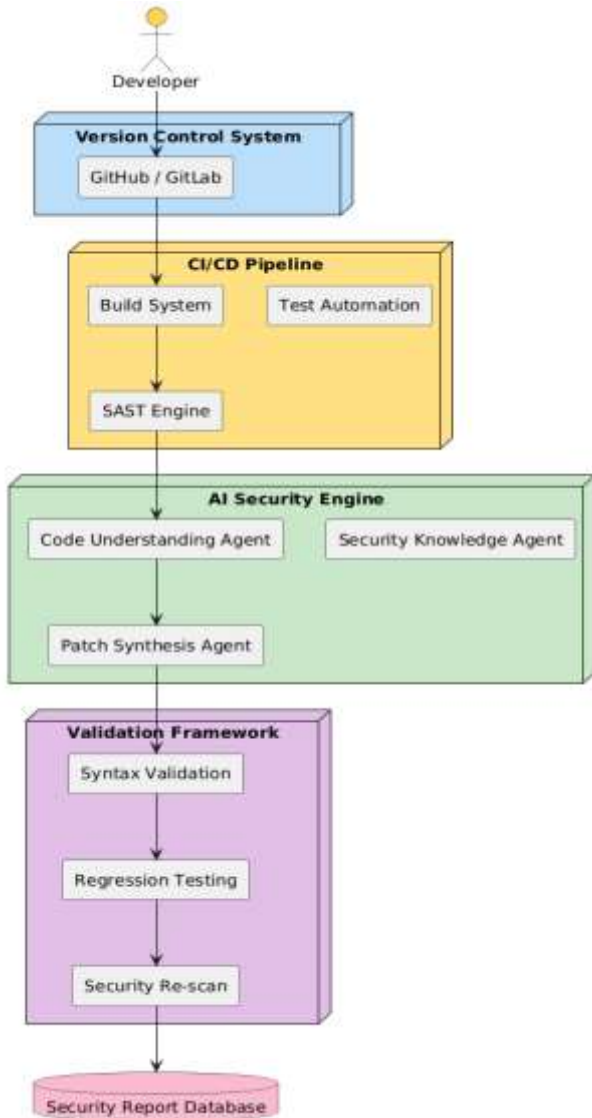 Developer
Version Control System
GitHub / GitLab
CI/CD Pipeline
Build System
Test Automation
SAST Engine
AI Security Engine
Code Understanding Agent
Security Knowledge Agent
Patch Synthesis Agent
Validation Framework
Syntax Validation
Regression Testing
Security Re-scan
Security Report Database